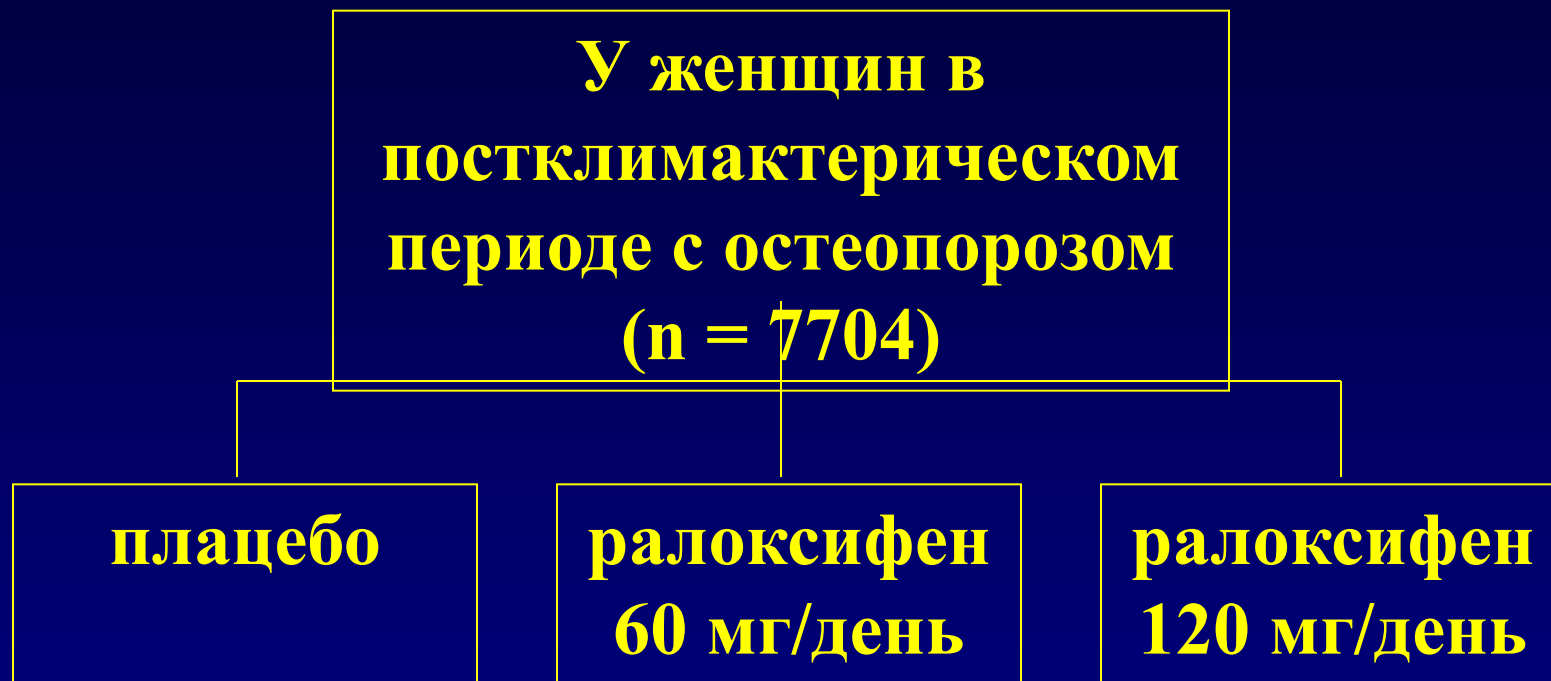 У женщин в
постклимактерическом
периоде с остеопорозом
(n = 7704)
плацебо
ралоксифен
60 мг/день
ралоксифен
120 мг/день